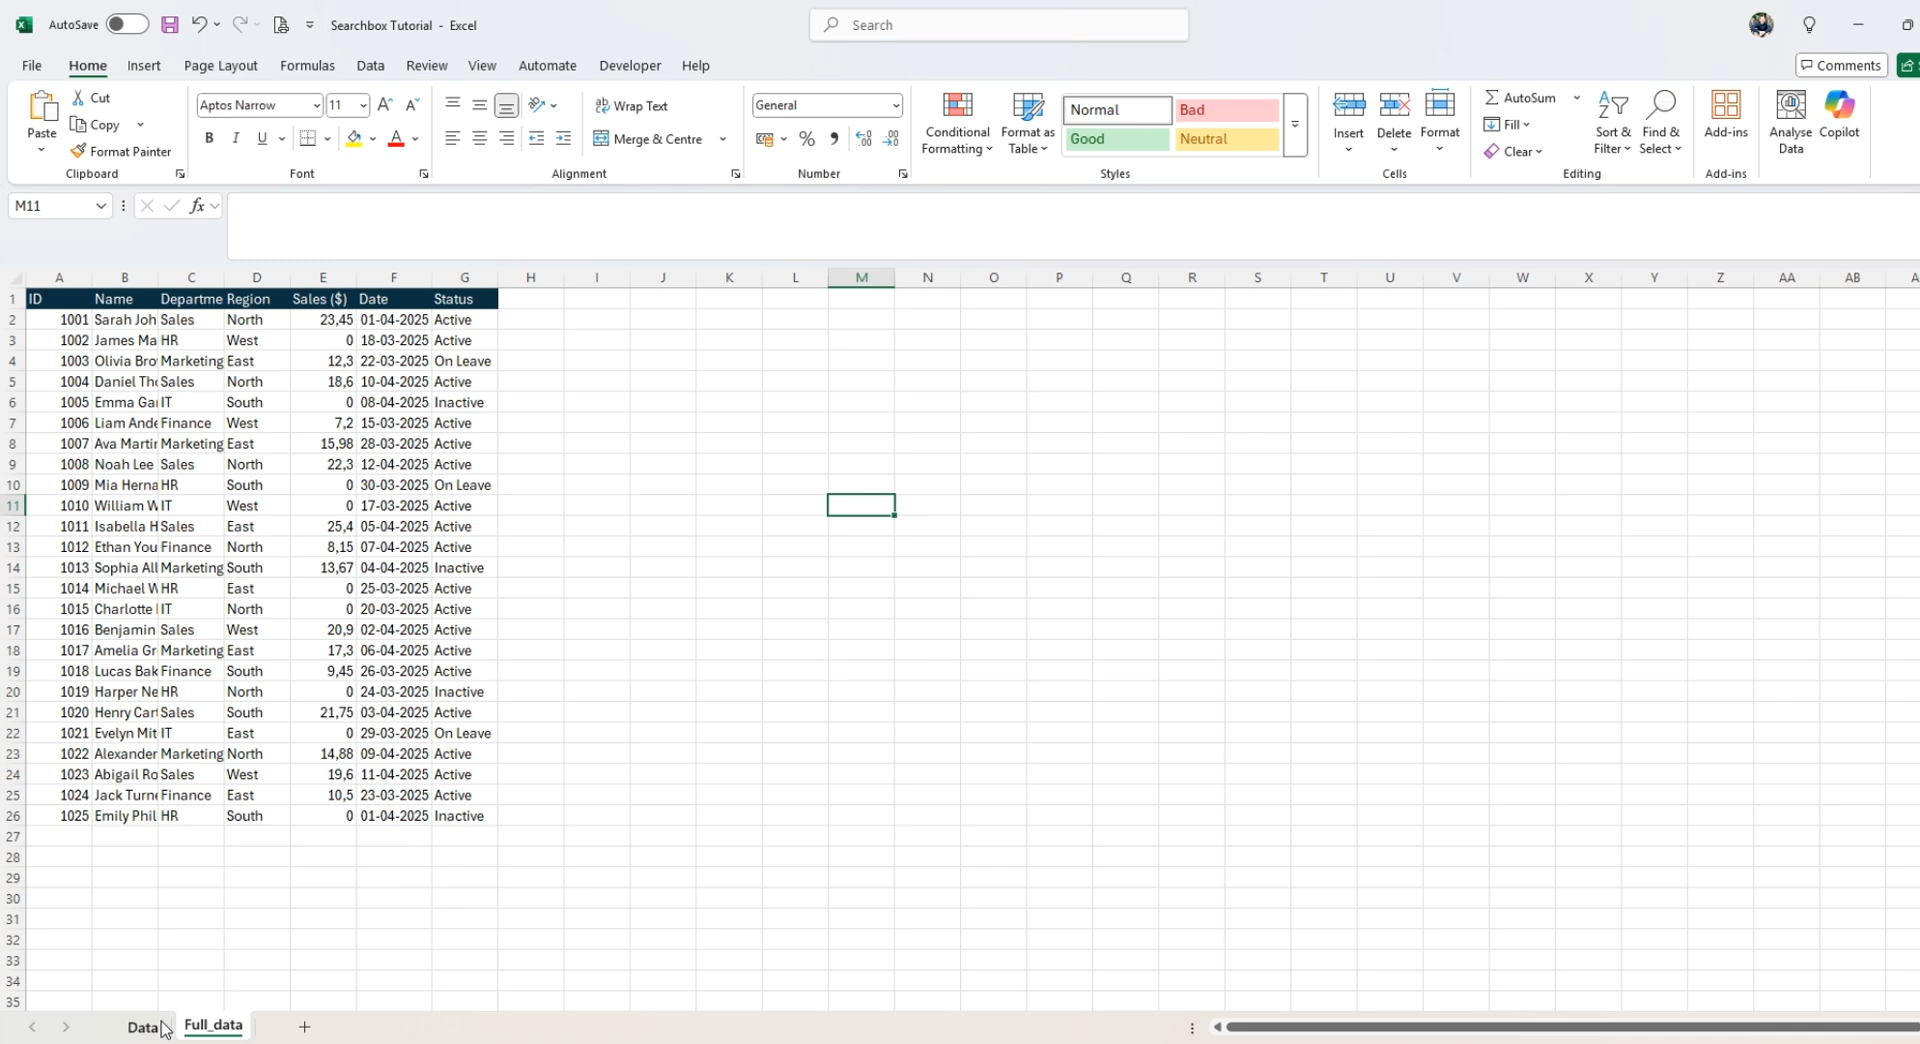 AutoSave Searchbox Tutorial - Excel Search
File Home Insert Page Layout Formulas Data Review View Automate Developer Help Comments
Paste Cut Copy Format Painter Clipboard
Aptos Narrow 11 B I U A Font
Wrap Text Merge & Centre Alignment
General % Number
Conditional Formatting Format as Table Normal Bad Good Neutral Styles
Insert Delete Format Cells
AutoSum Fill Clear Sort & Filter Find & Select Editing
Add-ins Add-ins
Analyse Data Copilot
M11 fx
A B C D E F G H I J K L M N O P Q R S T U V W X Y Z AA AB
1 ID Name Departme Region Sales ($) Date Status
2 1001 Sarah Joh Sales North 23,45 01-04-2025 Active
3 1002 James Ma HR West 0 18-03-2025 Active
4 1003 Olivia Bro Marketing East 12,3 22-03-2025 On Leave
5 1004 Daniel Tho Sales North 18,6 10-04-2025 Active
6 1005 Emma Gar IT South 0 08-04-2025 Inactive
7 1006 Liam Ande Finance West 7,2 15-03-2025 Active
8 1007 Ava Martin Marketing East 15,98 28-03-2025 Active
9 1008 Noah Lee Sales North 22,3 12-04-2025 Active
10 1009 Mia Herna HR South 0 30-03-2025 On Leave
11 1010 William W IT West 0 17-03-2025 Active
12 1011 Isabella H Sales East 25,4 05-04-2025 Active
13 1012 Ethan You Finance North 8,15 07-04-2025 Active
14 1013 Sophia All Marketing South 13,67 04-04-2025 Inactive
15 1014 Michael W HR East 0 25-03-2025 Active
16 1015 Charlotte IT North 0 20-03-2025 Active
17 1016 Benjamin Sales West 20,9 02-04-2025 Active
18 1017 Amelia Gr Marketing East 17,3 06-04-2025 Active
19 1018 Lucas Bak Finance South 9,45 26-03-2025 Active
20 1019 Harper Ne HR North 0 24-03-2025 Inactive
21 1020 Henry Cart Sales South 21,75 03-04-2025 Active
22 1021 Evelyn Mit IT East 0 29-03-2025 On Leave
23 1022 Alexander Marketing North 14,88 09-04-2025 Active
24 1023 Abigail Ro Sales West 19,6 11-04-2025 Active
25 1024 Jack Turne Finance East 10,5 23-03-2025 Active
26 1025 Emily Phil HR South 0 01-04-2025 Inactive
27
28
29
30
31
32
33
34
35
Data Full_data